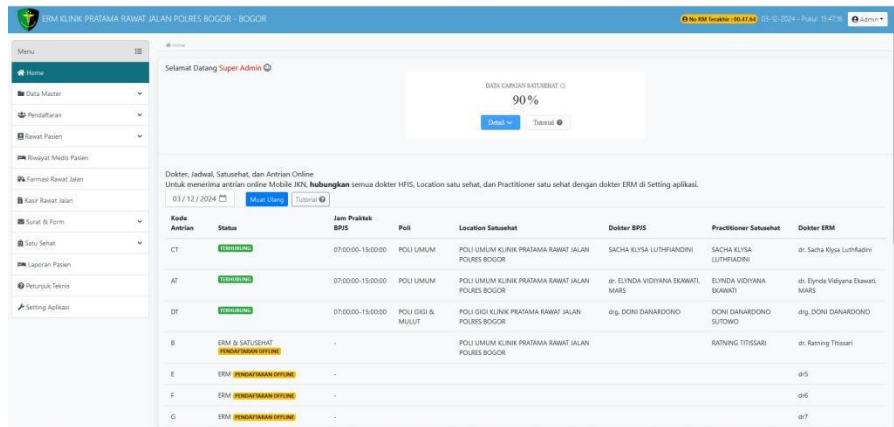 ERM KLINIK PRATAMA RAWAT JALAN POLRES BOGOR - BOGOR
No RM Terakhir : 00.47.64 03-12-2024 - Pukul 15:47:16 Admin
Menu
Home
Home
Data Master
Pendaftaran
Rawat Pasien
Riwayat Medis Pasien
Farmasi Rawat Jalan
Kasir Rawat Jalan
Surat & Form
Satu Sehat
Laporan Pasien
Petunjuk Teknis
Setting Aplikasi
Selamat Datang Super Admin
DATA CAPAIAN SATUSEHAT
90%
Detail Tutorial
Dokter, Jadwal, Satusehat, dan Antrian Online
Untuk menerima antrian online Mobile JKN, hubungkan semua dokter HFIS, Location satu sehat, dan Practitioner satu sehat dengan dokter ERM di Setting aplikasi.
03/12/2024 Muat Ulang Tutorial
Kode Antrian Status Jam Praktek BPJS Poli Location Satusehat Dokter BPJS Practitioner Satusehat Dokter ERM
CT TERHUBUNG 07:00:00-15:00:00 POLI UMUM POLI UMUM KLINIK PRATAMA RAWAT JALAN POLRES BOGOR SACHA KLYSA LUTHFIANDINI SACHA KLYSA LUTHFIADINI dr. Sacha Klysa Luthfiadini
AT TERHUBUNG 07:00:00-15:00:00 POLI UMUM POLI UMUM KLINIK PRATAMA RAWAT JALAN POLRES BOGOR dr. ELYNDA VIDIYANA EKAWATI, MARS ELYNDA VIDIYANA EKAWATI dr. Elynda Vidiyana Ekawati, MARS
DT TERHUBUNG 07:00:00-15:00:00 POLI GIGI & MULUT POLI GIGI KLINIK PRATAMA RAWAT JALAN POLRES BOGOR drg. DONI DANARDONO DONI DANARDONO SUTOWO drg. DONI DANARDONO
B ERM & SATUSEHAT PENDAFTARAN OFFLINE - POLI UMUM KLINIK PRATAMA RAWAT JALAN POLRES BOGOR RATNING TITISSARI dr. Ratning Titissari
E ERM PENDAFTARAN OFFLINE - dr5
F ERM PENDAFTARAN OFFLINE - dr6
G ERM PENDAFTARAN OFFLINE - dr7